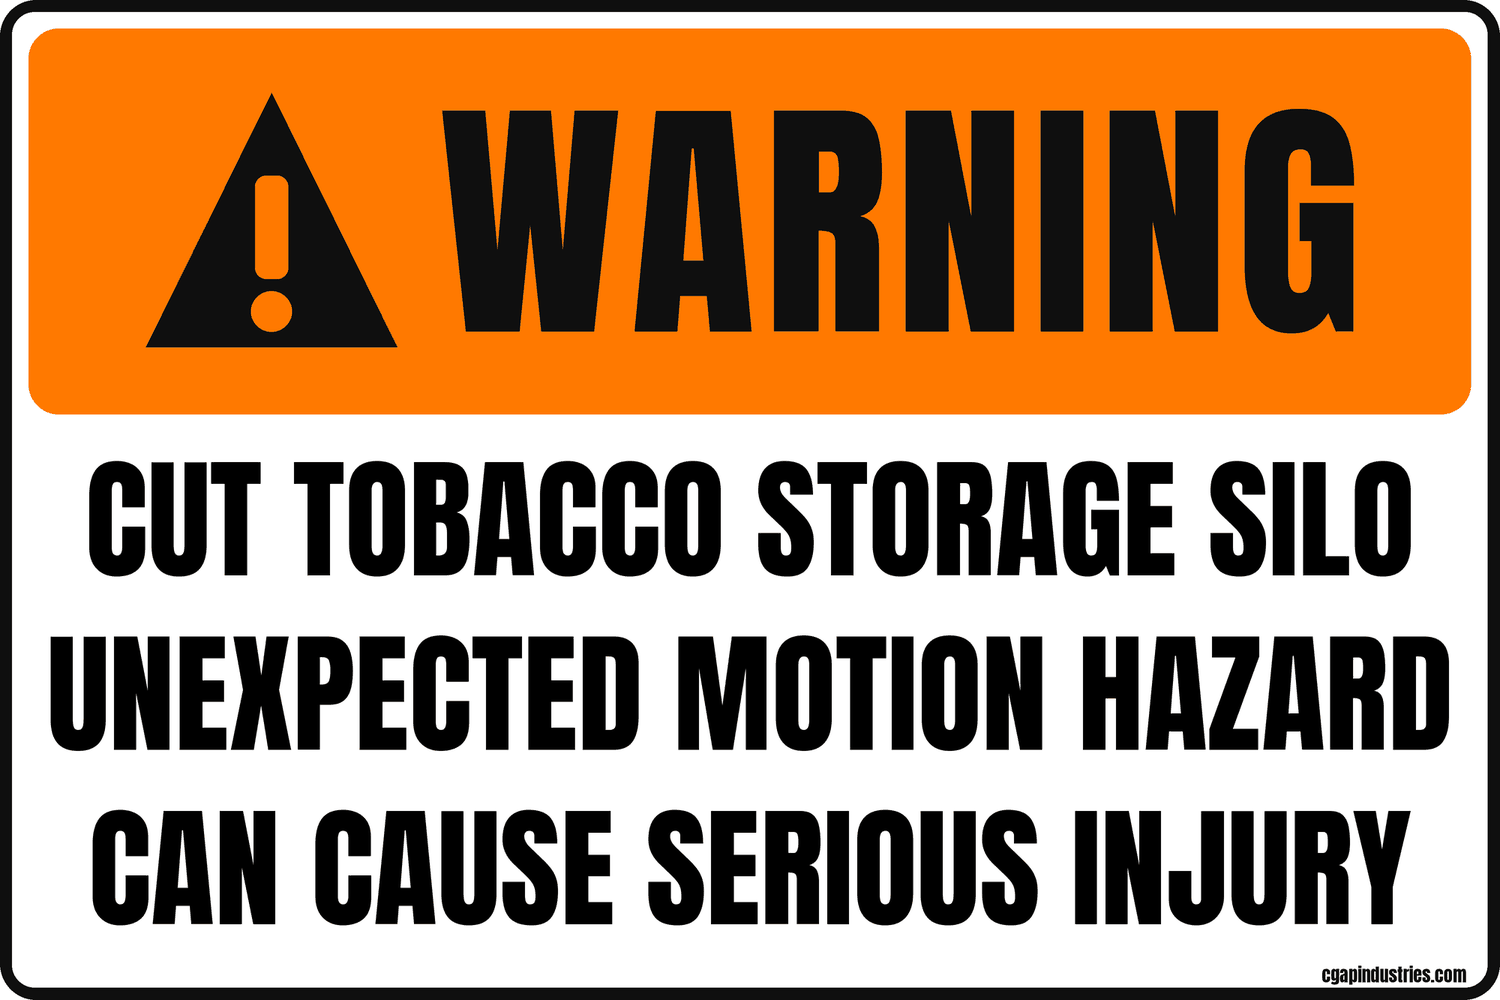 WARNING
CUT TOBACCO STORAGE SILO
UNEXPECTED MOTION HAZARD
CAN CAUSE SERIOUS INJURY
cgapindustries.com